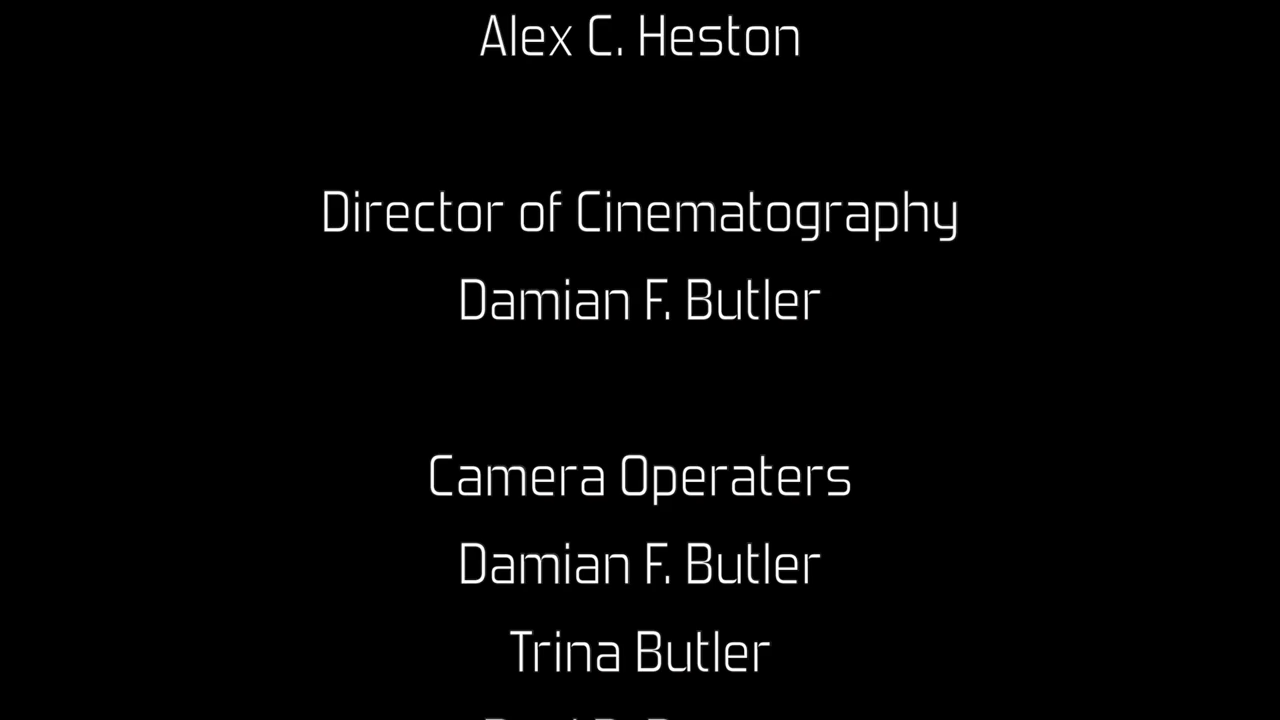 Alex C. Heston
Director of Cinematography
Damian F. Butler
Camera Operaters
Damian F. Butler
Trina Butler